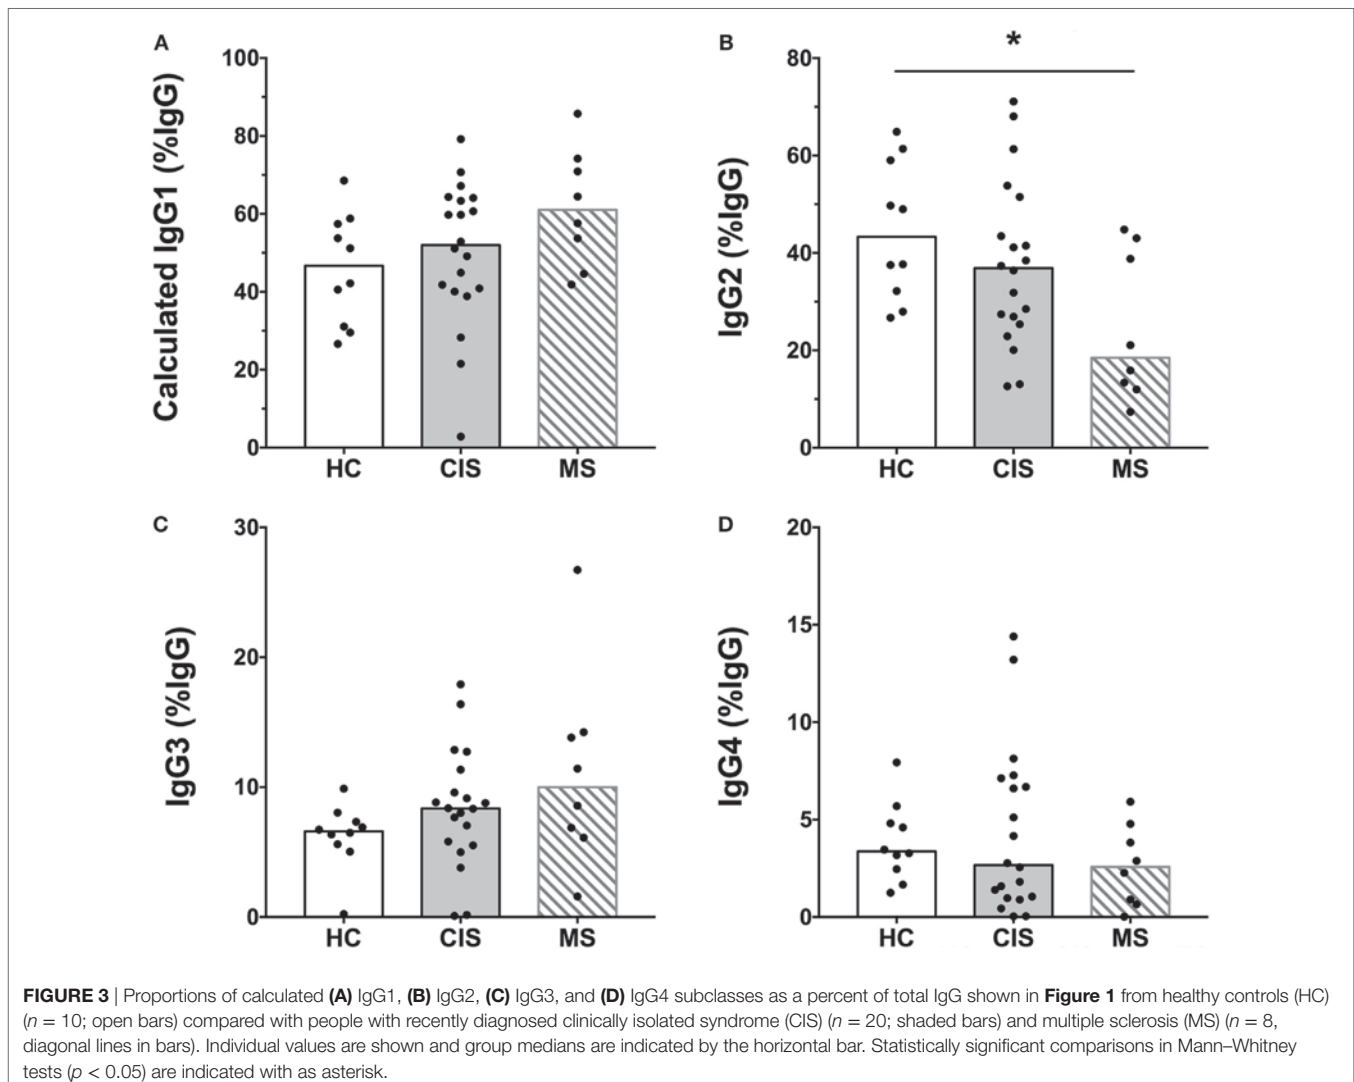 A
Calculated IgG1 (%IgG)
100
80
60
40
20
0
HC CIS MS
B
*
IgG2 (%IgG)
80
60
40
20
0
HC CIS MS
C
IgG3 (%IgG)
30
20
10
0
HC CIS MS
D
IgG4 (%IgG)
20
15
10
5
0
HC CIS MS
FIGURE 3 | Proportions of calculated (A) IgG1, (B) IgG2, (C) IgG3, and (D) IgG4 subclasses as a percent of total IgG shown in Figure 1 from healthy controls (HC)
(n = 10; open bars) compared with people with recently diagnosed clinically isolated syndrome (CIS) (n = 20; shaded bars) and multiple sclerosis (MS) (n = 8,
diagonal lines in bars). Individual values are shown and group medians are indicated by the horizontal bar. Statistically significant comparisons in Mann–Whitney
tests (p < 0.05) are indicated with as asterisk.